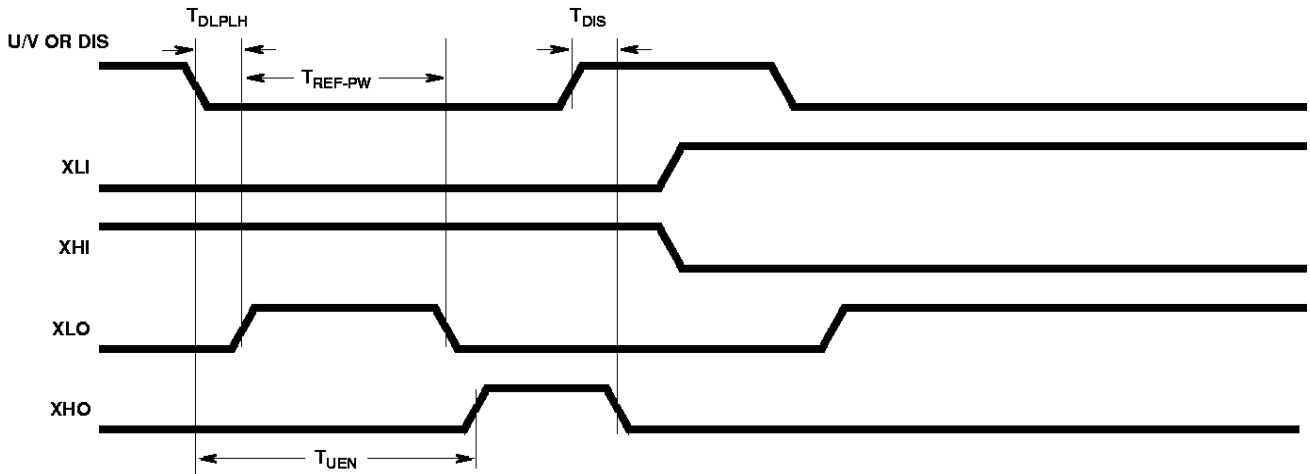 T_DLPLH
T_DIS
U/V OR DIS
T_REF-PW
XLI
XHI
XLO
XHO
T_UEN